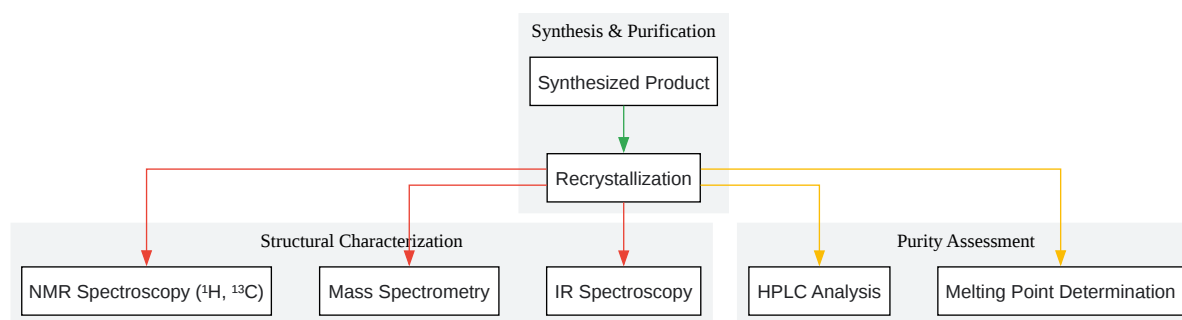 Synthesis & Purification
Synthesized Product
Recrystallization
Structural Characterization
Purity Assessment
NMR Spectroscopy (¹H, ¹³C)
Mass Spectrometry
IR Spectroscopy
HPLC Analysis
Melting Point Determination